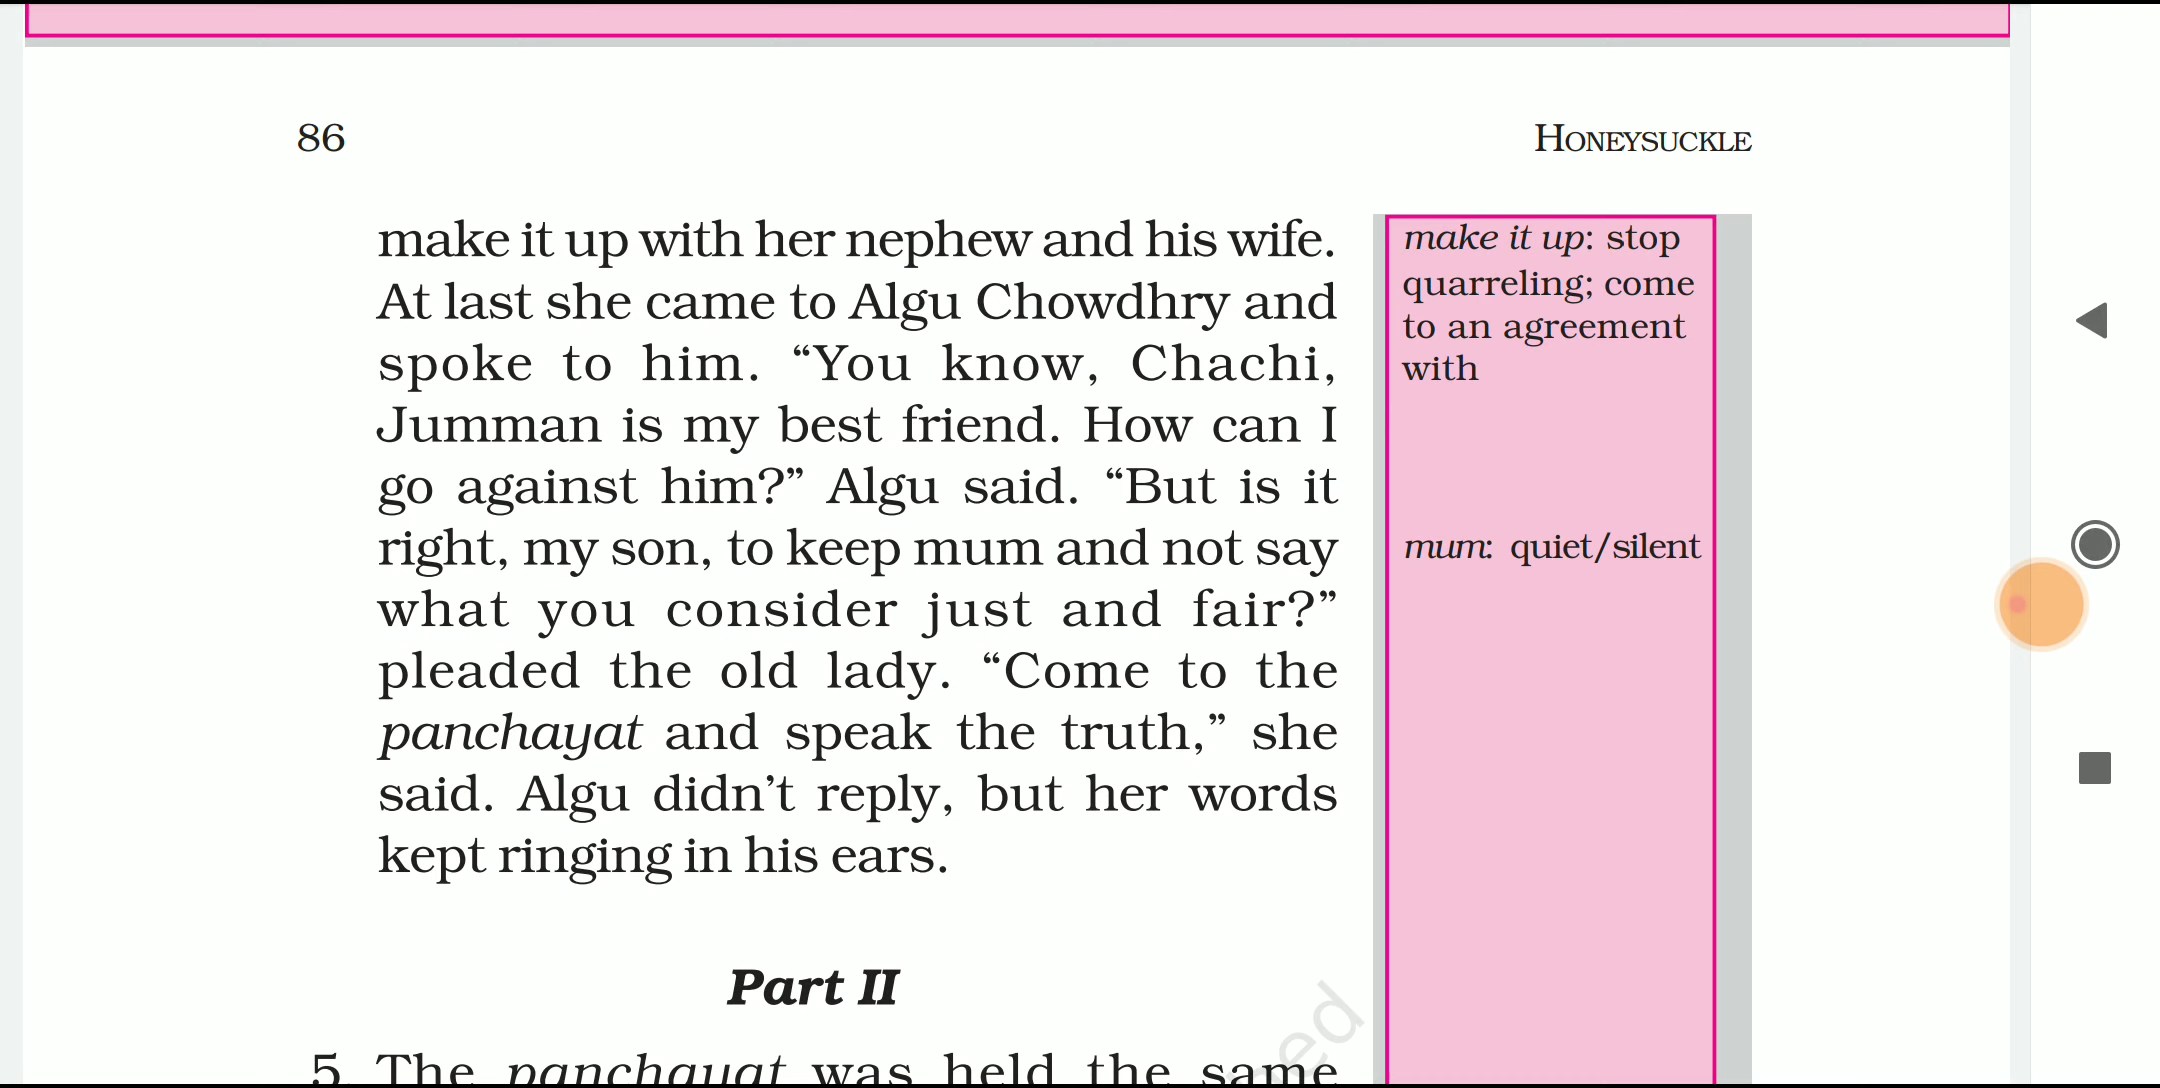 86
HONEYSUCKLE
make it up with her nephew and his wife.
At last she came to Algu Chowdhry and
spoke to him. “You know, Chachi,
Jumman is my best friend. How can I
go against him?” Algu said. “But is it
right, my son, to keep mum and not say
what you consider just and fair?”
pleaded the old lady. “Come to the
panchayat and speak the truth,” she
said. Algu didn’t reply, but her words
kept ringing in his ears.
make it up: stop
quarreling; come
to an agreement
with
mum: quiet/silent
Part II
5 The panchayat was held the same